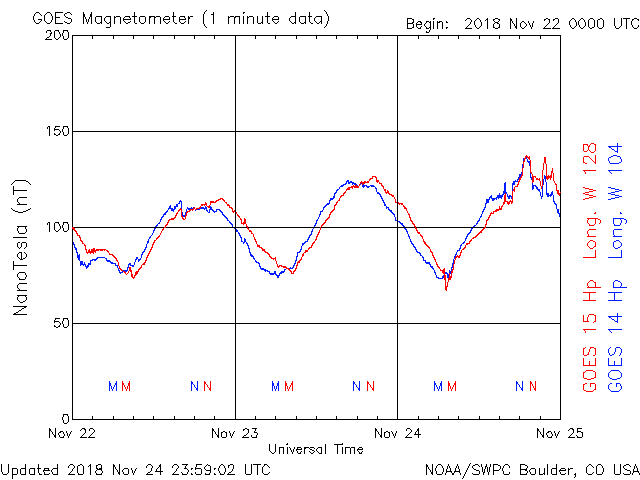 GOES Magnetometer (1 minute data)
Begin: 2018 Nov 22 0000 UTC
200
150
100
50
0
NanoTesla (nT)
M M N N M M N N M M N N
Nov 22 Nov 23 Nov 24 Nov 25
Universal Time
GOES 15 Hp Long. W 128
GOES 14 Hp Long. W 104
Updated 2018 Nov 24 23:59:02 UTC
NOAA/SWPC Boulder, CO USA